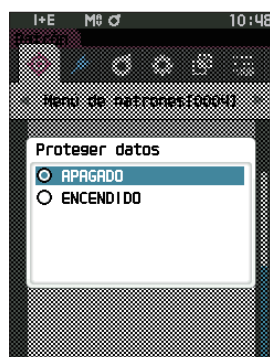 I+E M ♂ 10:48
Patrón
Menú de patrones[0004]
Proteger datos
APAGADO
ENCENDIDO